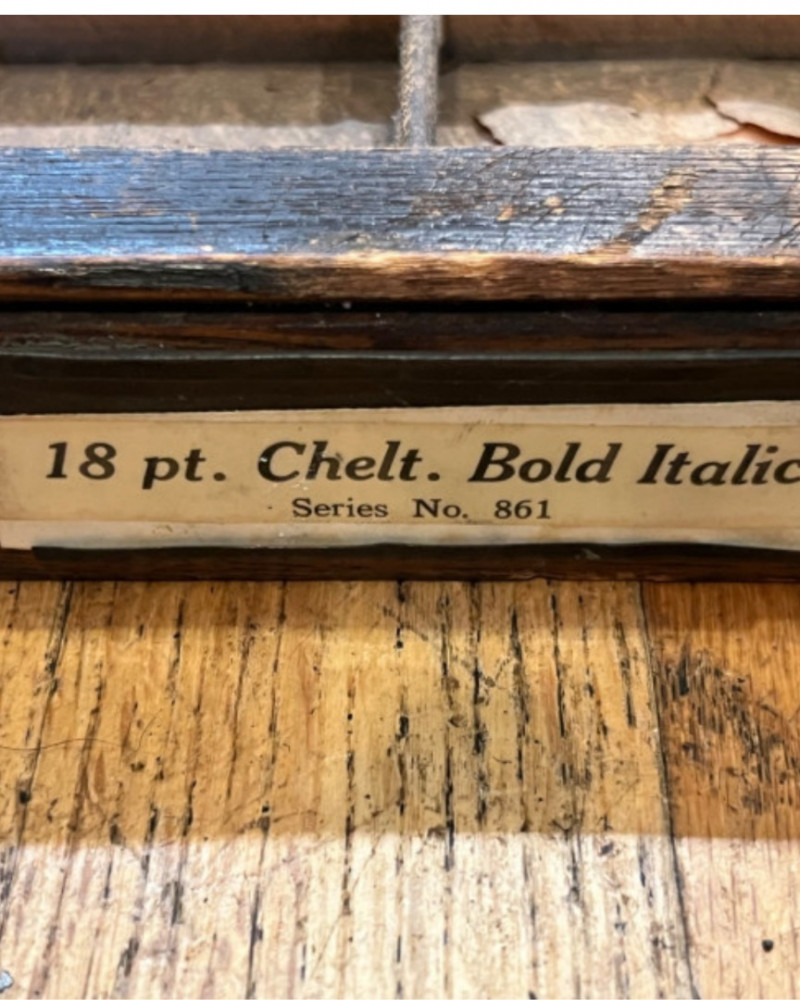 18 pt. Chelt. Bold Italic
Series No. 861